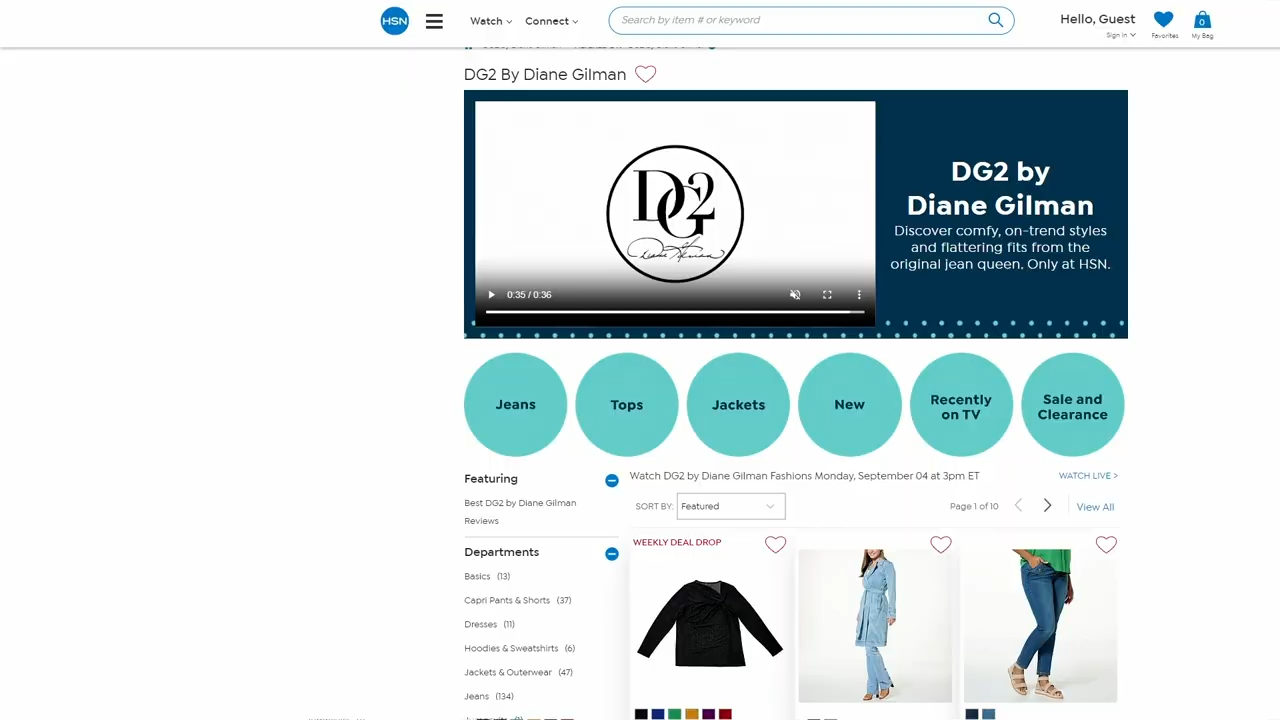 HSN
Watch
Connect
Search by item # or keyword
Hello, Guest
Sign in
Favorites
0
My Bag
DG2 By Diane Gilman
DG2
Diane Gilman
0:35 / 0:36
DG2 by
Diane Gilman
Discover comfy, on-trend styles
and flattering fits from the
original jean queen. Only at HSN.
Jeans
Tops
Jackets
New
Recently
on TV
Sale and
Clearance
Featuring
Best DG2 by Diane Gilman
Reviews
Watch DG2 by Diane Gilman Fashions Monday, September 04 at 3pm ET
WATCH LIVE >
SORT BY:
Featured
Page 1 of 10
View All
Departments
Basics (13)
Capri Pants & Shorts (37)
Dresses (11)
Hoodies & Sweatshirts (6)
Jackets & Outerwear (47)
Jeans (134)
WEEKLY DEAL DROP